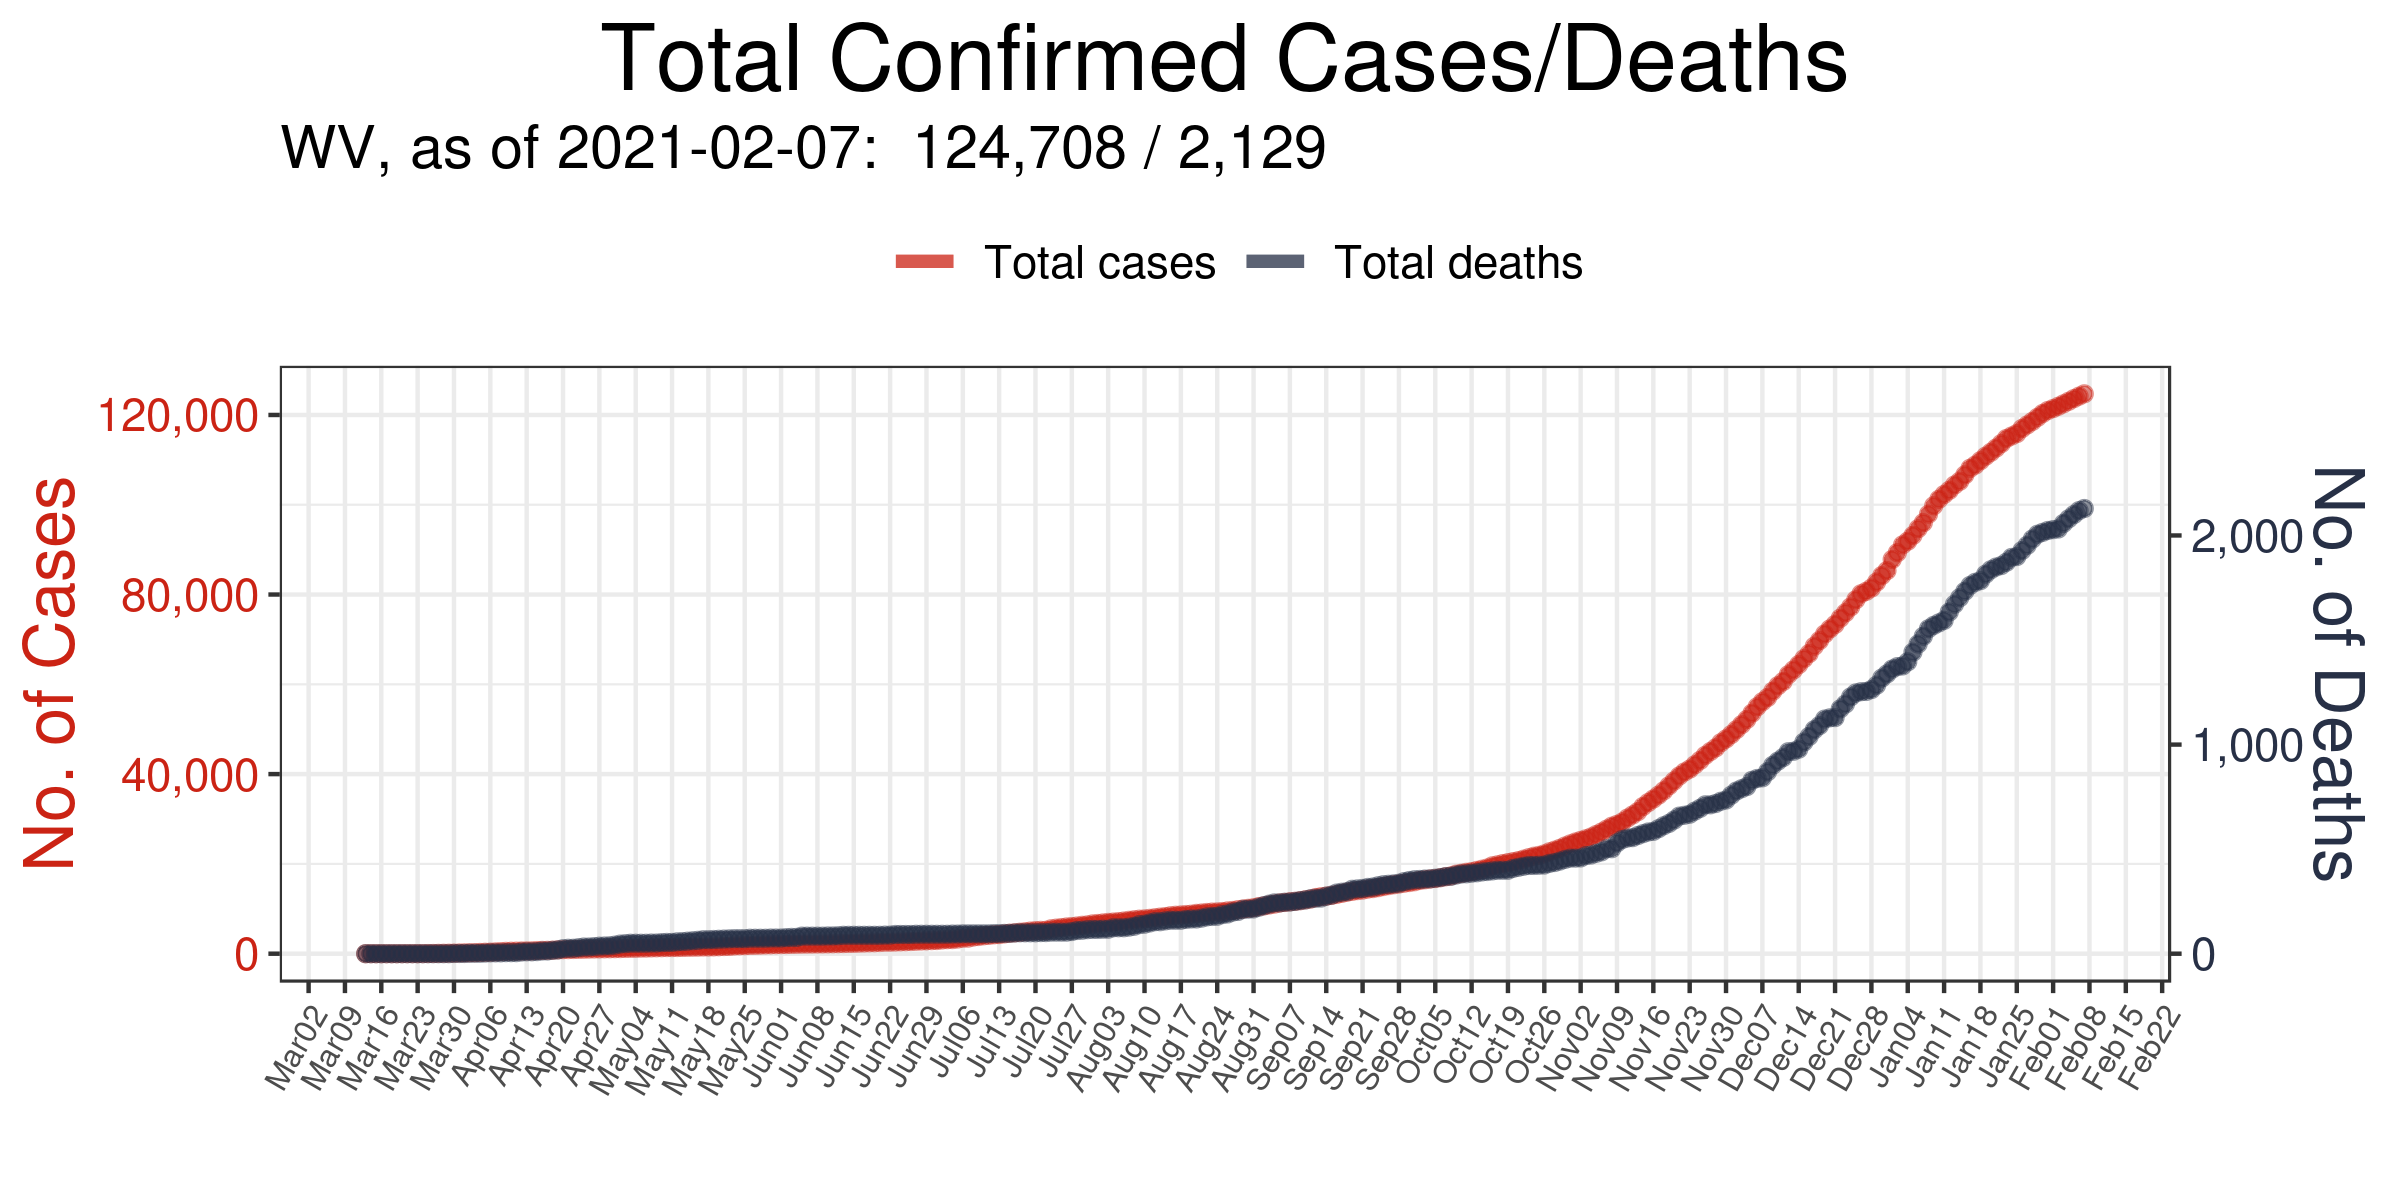 Total Confirmed Cases/Deaths
WV, as of 2021-02-07:  124,708 / 2,129
Total cases
Total deaths
No. of Cases
120,000
80,000
40,000
0
No. of Deaths
2,000
1,000
0
Mar02
Mar09
Mar16
Mar23
Mar30
Apr06
Apr13
Apr20
Apr27
May04
May11
May18
May25
Jun01
Jun08
Jun15
Jun22
Jun29
Jul06
Jul13
Jul20
Jul27
Aug03
Aug10
Aug17
Aug24
Aug31
Sep07
Sep14
Sep21
Sep28
Oct05
Oct12
Oct19
Oct26
Nov02
Nov09
Nov16
Nov23
Nov30
Dec07
Dec14
Dec21
Dec28
Jan04
Jan11
Jan18
Jan25
Feb01
Feb08
Feb15
Feb22